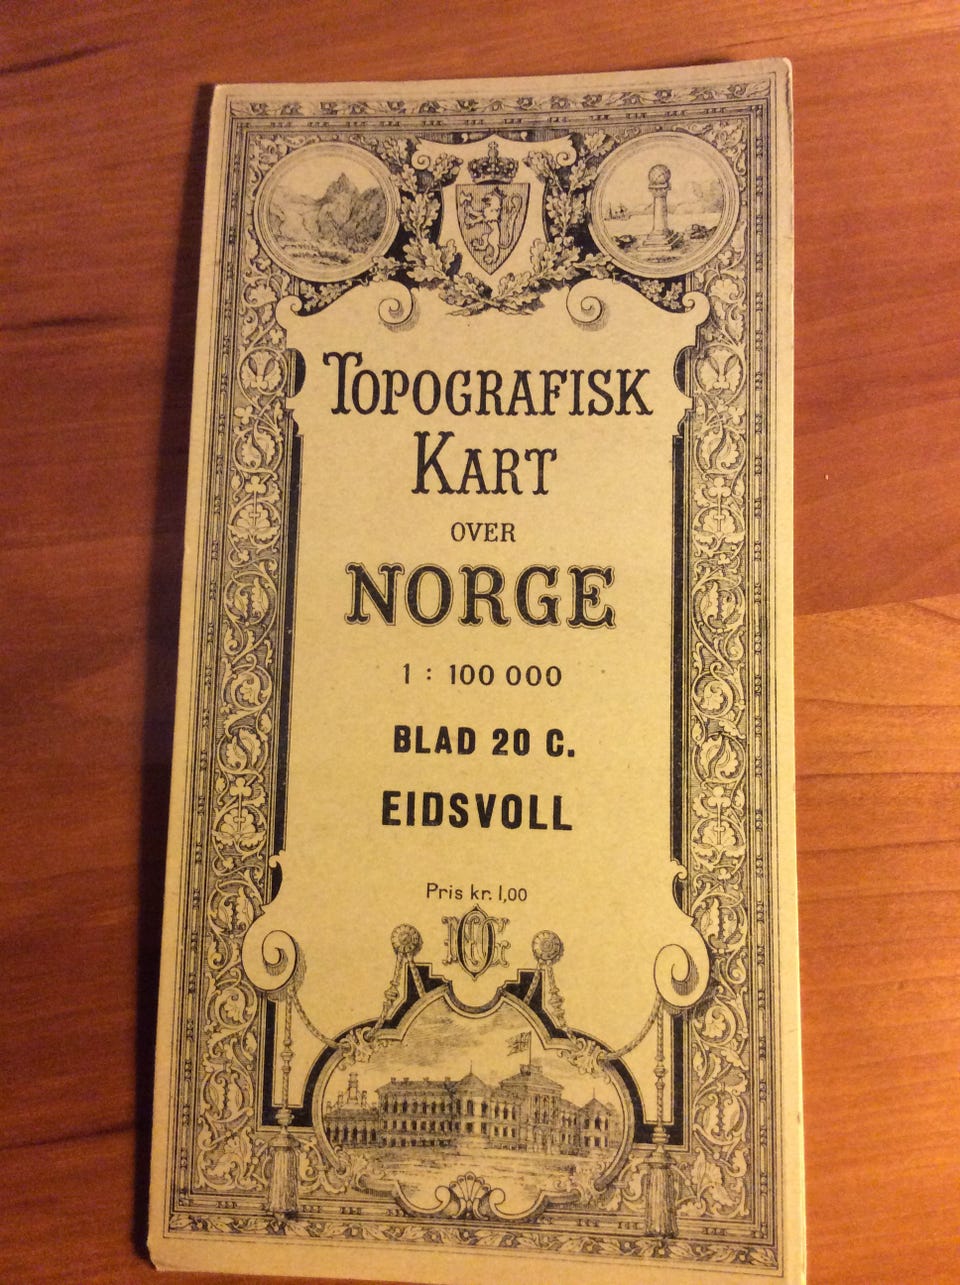 TOPOGRAFISK
KART
OVER
NORGE
1 : 100 000
BLAD 20 C.
EIDSVOLL
Pris kr. 1,00